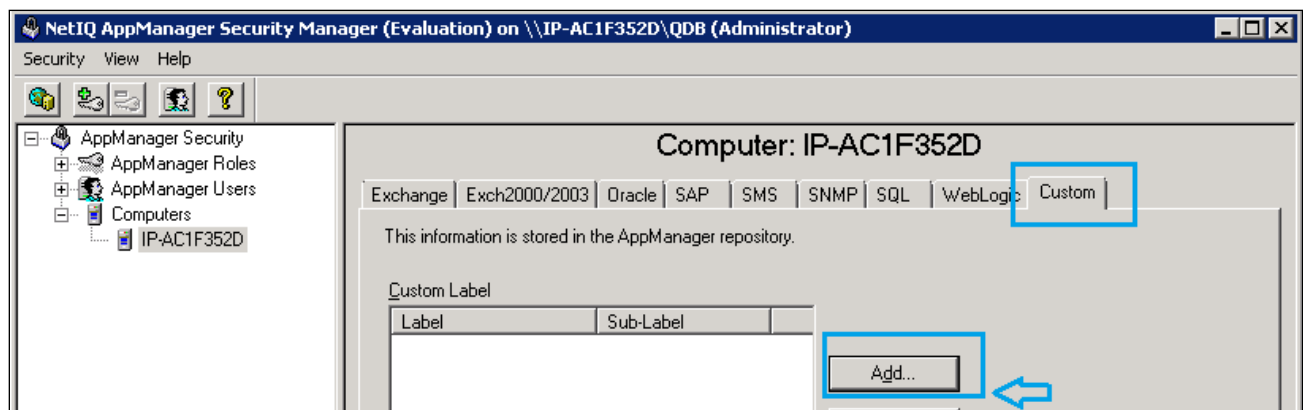 NetIQ AppManager Security Manager (Evaluation) on \\IP-AC1F352D\QDB (Administrator)
Security View Help
AppManager Security
AppManager Roles
AppManager Users
Computers
IP-AC1F352D
Computer: IP-AC1F352D
Exchange Exch2000/2003 Oracle SAP SMS SNMP SQL WebLogic Custom
This information is stored in the AppManager repository.
Custom Label
Label Sub-Label
Add...